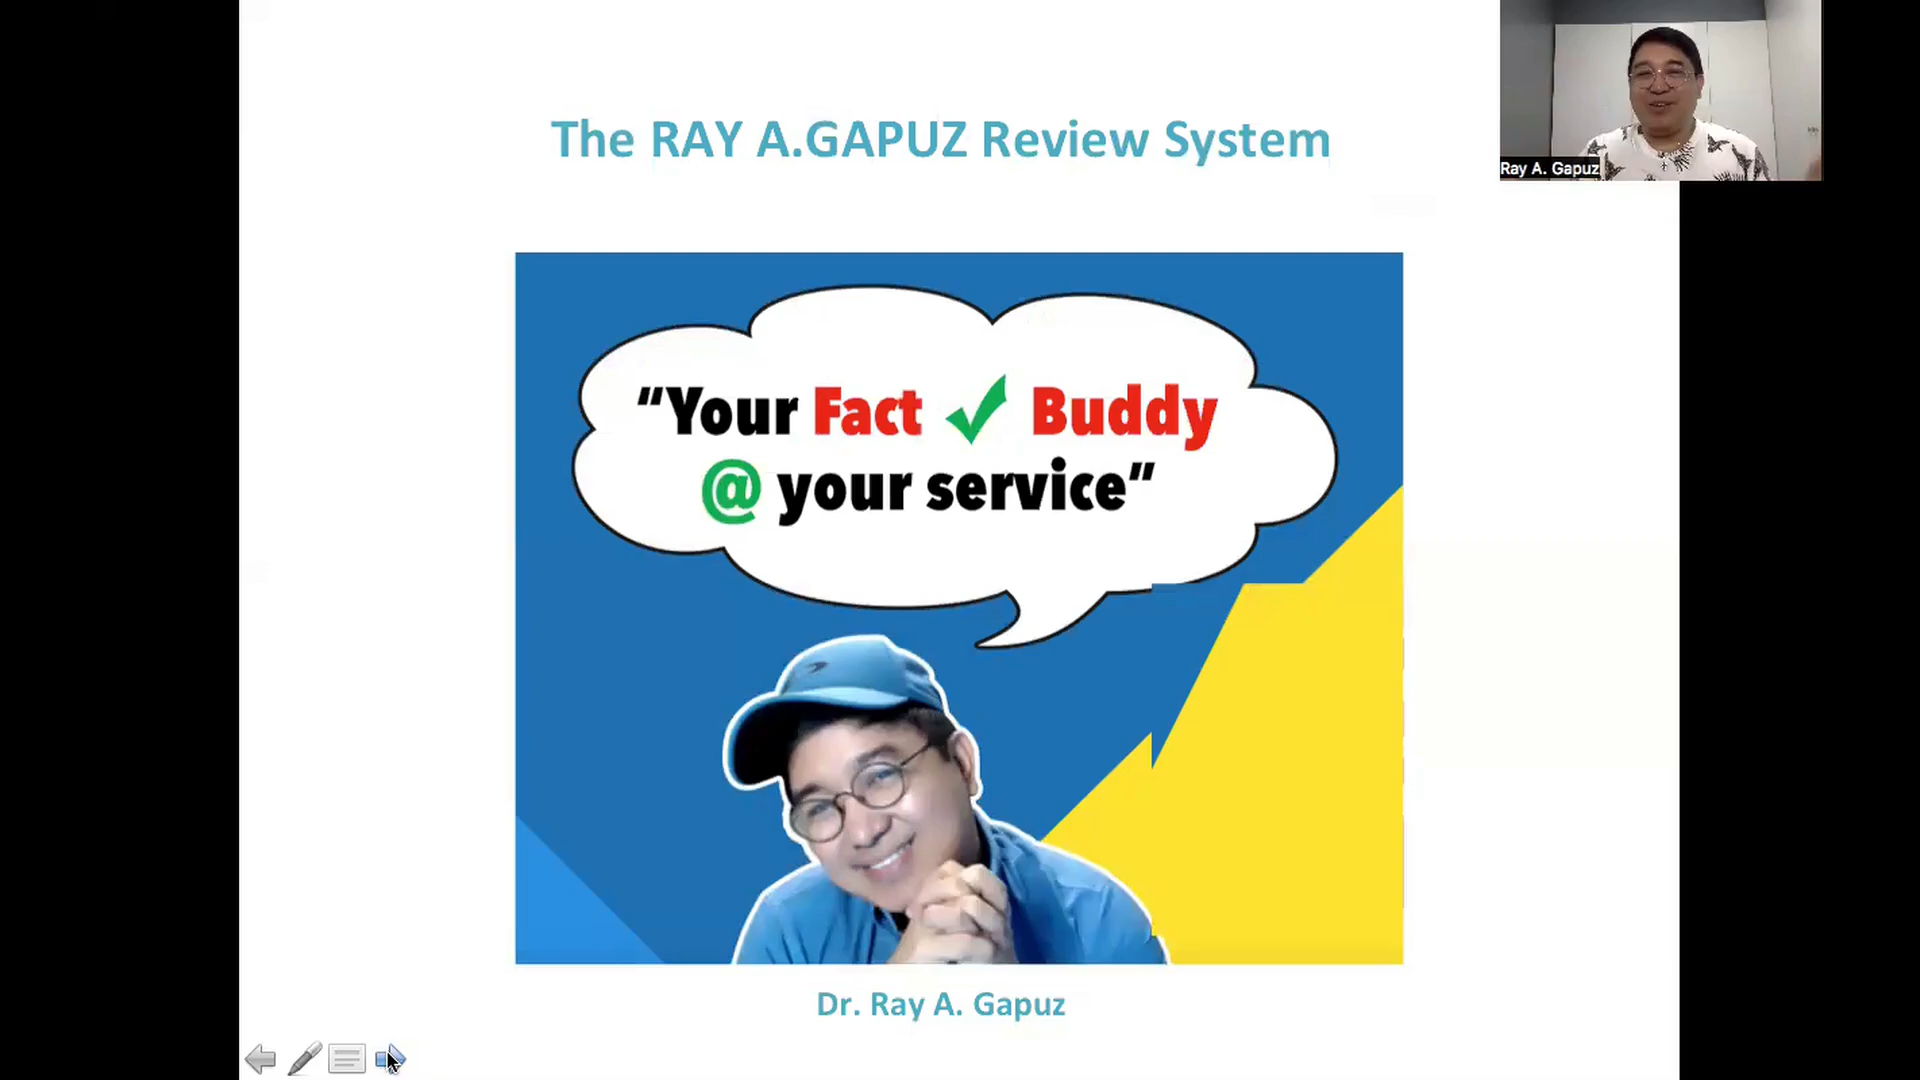 The RAY A.GAPUZ Review System
Ray A. Gapuz
“Your Fact ✓ Buddy
@ your service”
Dr. Ray A. Gapuz